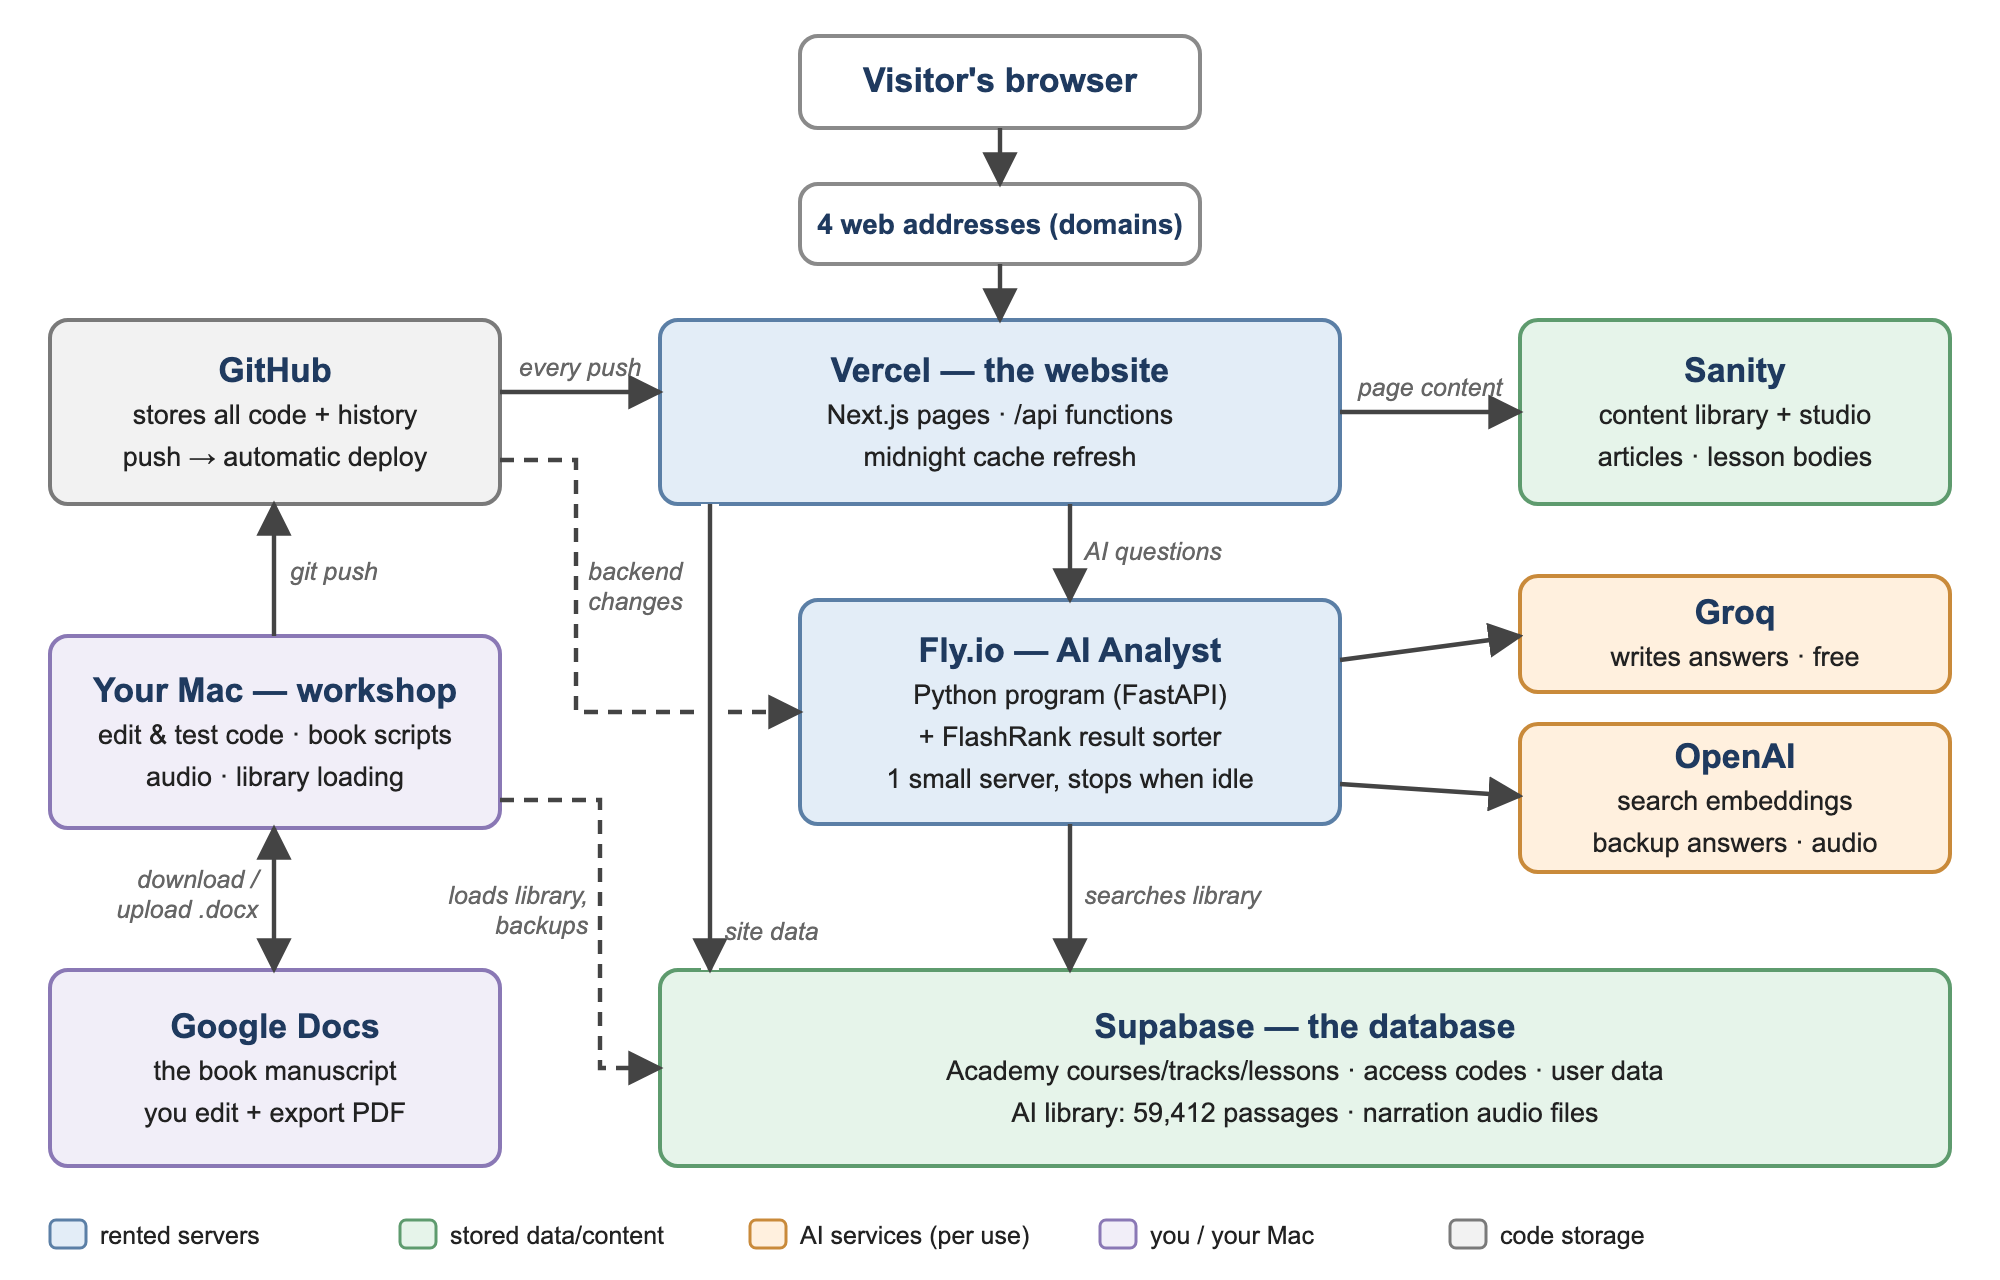 Visitor's browser
4 web addresses (domains)
GitHub
stores all code + history
push → automatic deploy
every push
Vercel — the website
Next.js pages · /api functions
midnight cache refresh
page content
Sanity
content library + studio
articles · lesson bodies
git push
backend
changes
AI questions
Your Mac — workshop
edit & test code · book scripts
audio · library loading
Fly.io — AI Analyst
Python program (FastAPI)
+ FlashRank result sorter
1 small server, stops when idle
Groq
writes answers · free
OpenAI
search embeddings
backup answers · audio
download /
upload .docx
loads library,
backups
site data
searches library
Google Docs
the book manuscript
you edit + export PDF
Supabase — the database
Academy courses/tracks/lessons · access codes · user data
AI library: 59,412 passages · narration audio files
rented servers
stored data/content
AI services (per use)
you / your Mac
code storage